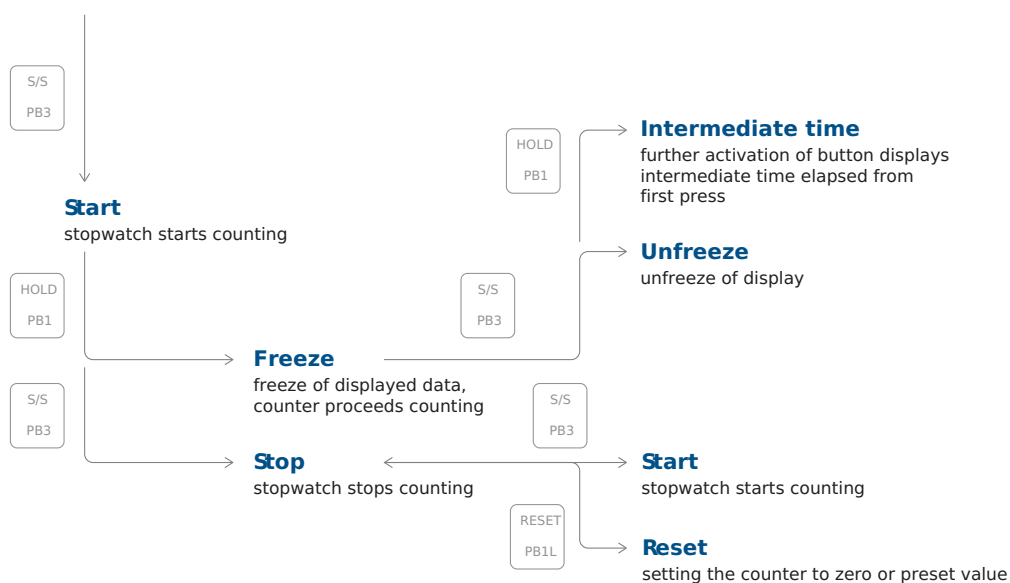 S/S
PB3
Start
stopwatch starts counting
HOLD
PB1
Intermediate time
further activation of button displays
intermediate time elapsed from
first press
HOLD
PB1
S/S
PB3
Unfreeze
unfreeze of display
Freeze
freeze of displayed data,
counter proceeds counting
S/S
PB3
S/S
PB3
Stop
stopwatch stops counting
Start
stopwatch starts counting
RESET
PB1L
Reset
setting the counter to zero or preset value